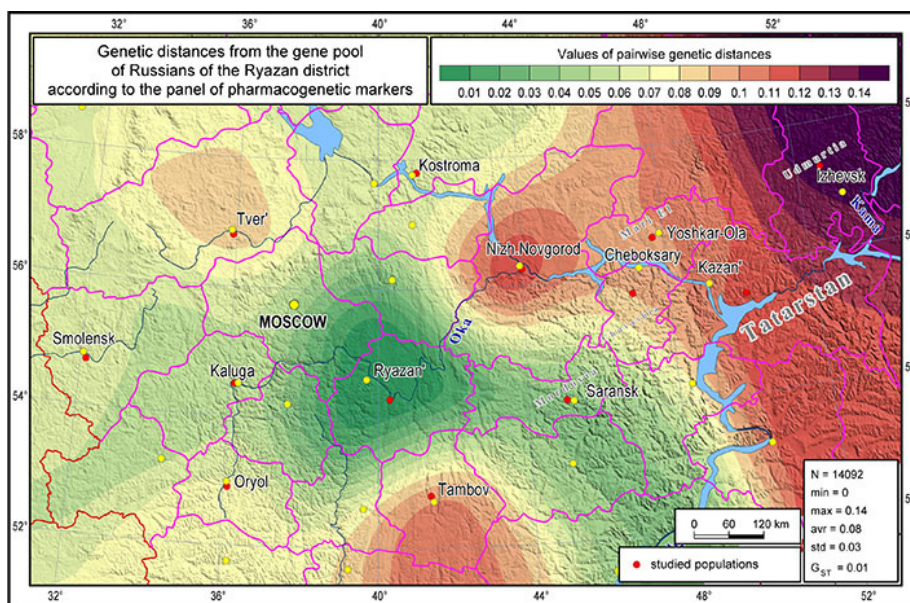 32° 36° 40° 44° 48° 52°
Genetic distances from the gene pool
of Russians of the Ryazan district
according to the panel of pharmacogenetic markers
Values of pairwise genetic distances
0.01 0.02 0.03 0.04 0.05 0.06 0.07 0.08 0.09 0.1 0.11 0.12 0.13 0.14
58°
Kostroma
Udmurtia
Izhevsk
Kama
Tver'
Mari El
Yoshkar-Ola
Nizh.Novgorod
Cheboksary
56°
Kazan'
Tatarstan
MOSCOW
Oka
Smolensk
Kaluga
Ryazan'
Mordovia
Saransk
54°
Oryol
Tambov
N = 14092
min = 0
max = 0.14
avr = 0.08
std = 0.03
G ST = 0.01
52°
0 60 120 km
studied populations
32° 36° 40° 44° 48° 52°